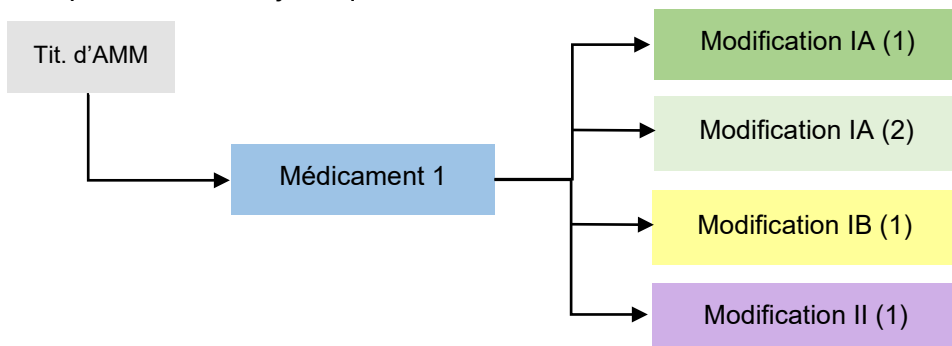 Tit. d'AMM
Médicament 1
Modification IA (1)
Modification IA (2)
Modification IB (1)
Modification II (1)